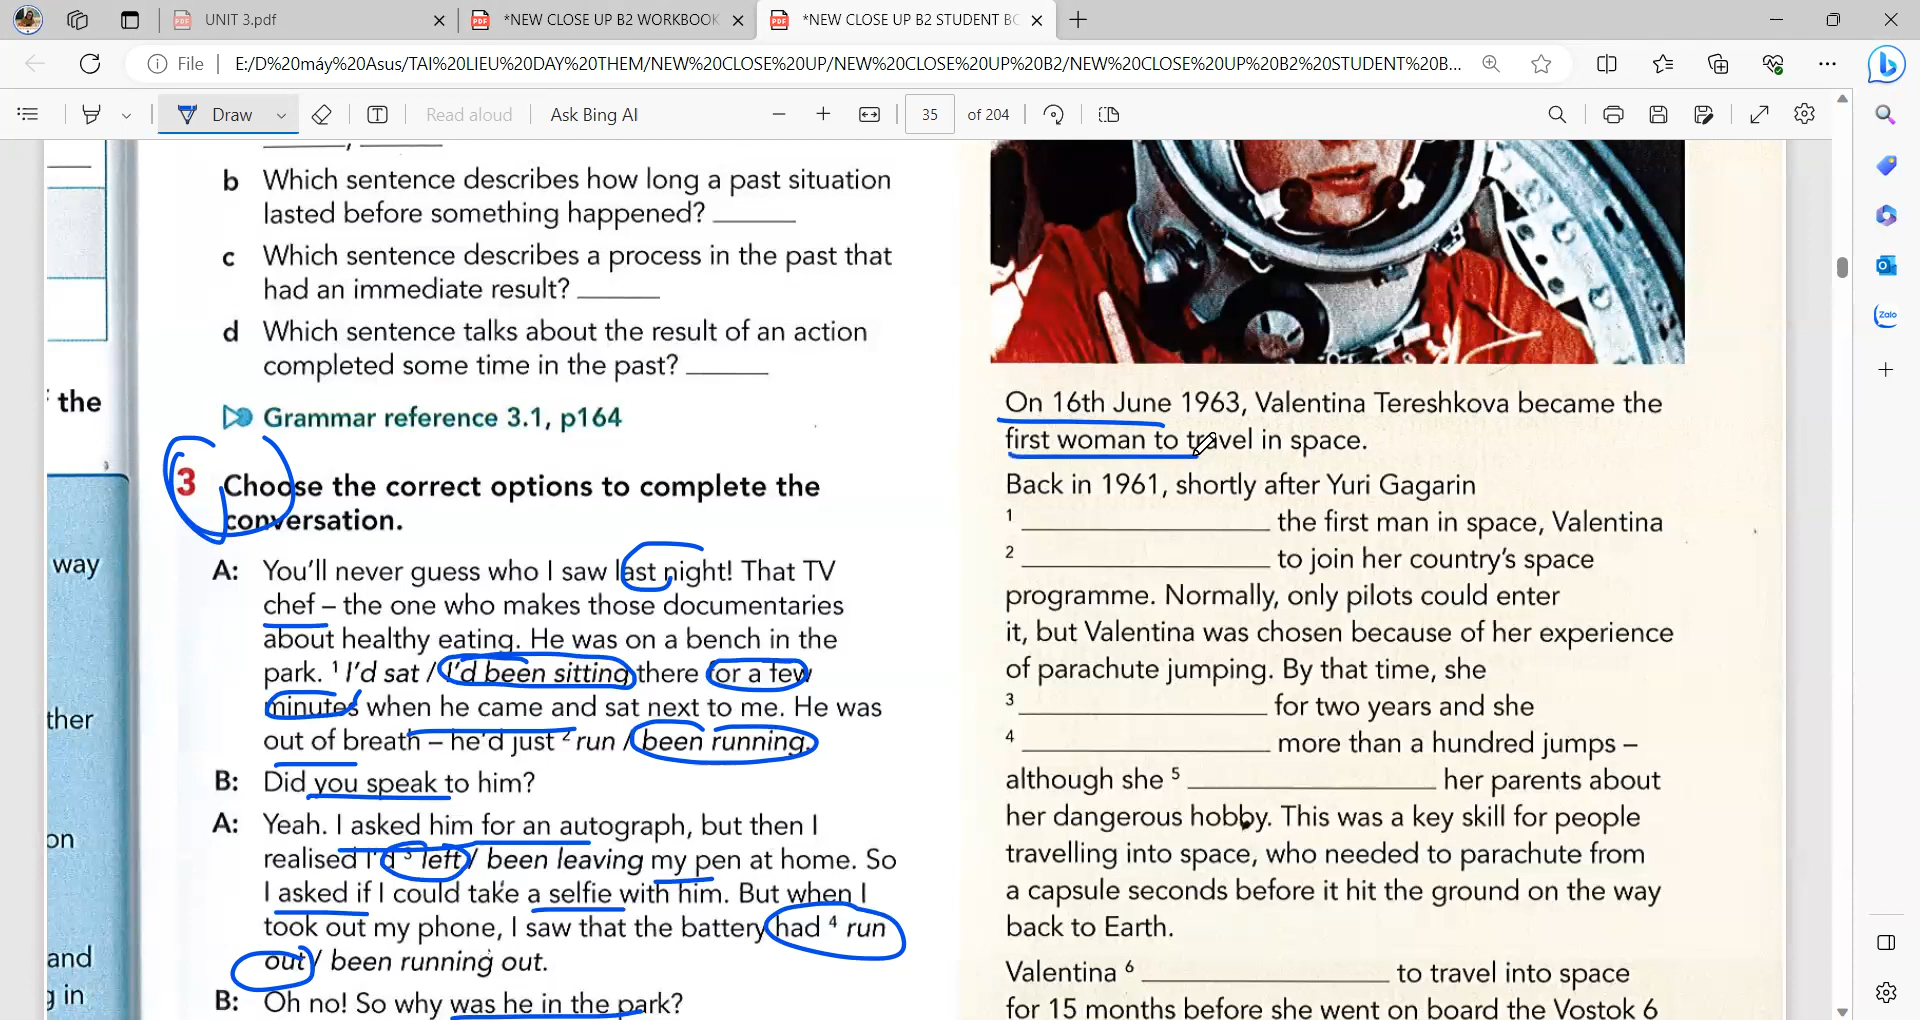 UNIT 3.pdf
*NEW CLOSE UP B2 WORKBOOK
*NEW CLOSE UP B2 STUDENT BO
File
E:/D%20máy%20Asus/TAI%20LIEU%20DAY%20THEM/NEW%20CLOSE%20UP/NEW%20CLOSE%20UP%20B2/NEW%20CLOSE%20UP%20B2%20STUDENT%20B...
Draw
Read aloud
Ask Bing AI
35
of 204
b Which sentence describes how long a past situation
lasted before something happened?
c Which sentence describes a process in the past that
had an immediate result?
d Which sentence talks about the result of an action
completed some time in the past?
Grammar reference 3.1, p164
3 Choose the correct options to complete the
conversation.
A: You'll never guess who I saw last night! That TV
chef – the one who makes those documentaries
about healthy eating. He was on a bench in the
park. 1 I'd sat / I'd been sitting there for a few
minutes when he came and sat next to me. He was
out of breath – he'd just 2 run / been running.
B: Did you speak to him?
A: Yeah. I asked him for an autograph, but then I
realised I'd 3 left / been leaving my pen at home. So
I asked if I could take a selfie with him. But when I
took out my phone, I saw that the battery had 4 run
out / been running out.
B: Oh no! So why was he in the park?
the
way
ther
on
and
g in
On 16th June 1963, Valentina Tereshkova became the
first woman to travel in space.
Back in 1961, shortly after Yuri Gagarin
1 ____ the first man in space, Valentina
2 ____ to join her country's space
programme. Normally, only pilots could enter
it, but Valentina was chosen because of her experience
of parachute jumping. By that time, she
3 ____ for two years and she
4 ____ more than a hundred jumps –
although she 5 ____ her parents about
her dangerous hobby. This was a key skill for people
travelling into space, who needed to parachute from
a capsule seconds before it hit the ground on the way
back to Earth.
Valentina 6 ____ to travel into space
for 15 months before she went on board the Vostok 6
Zalo